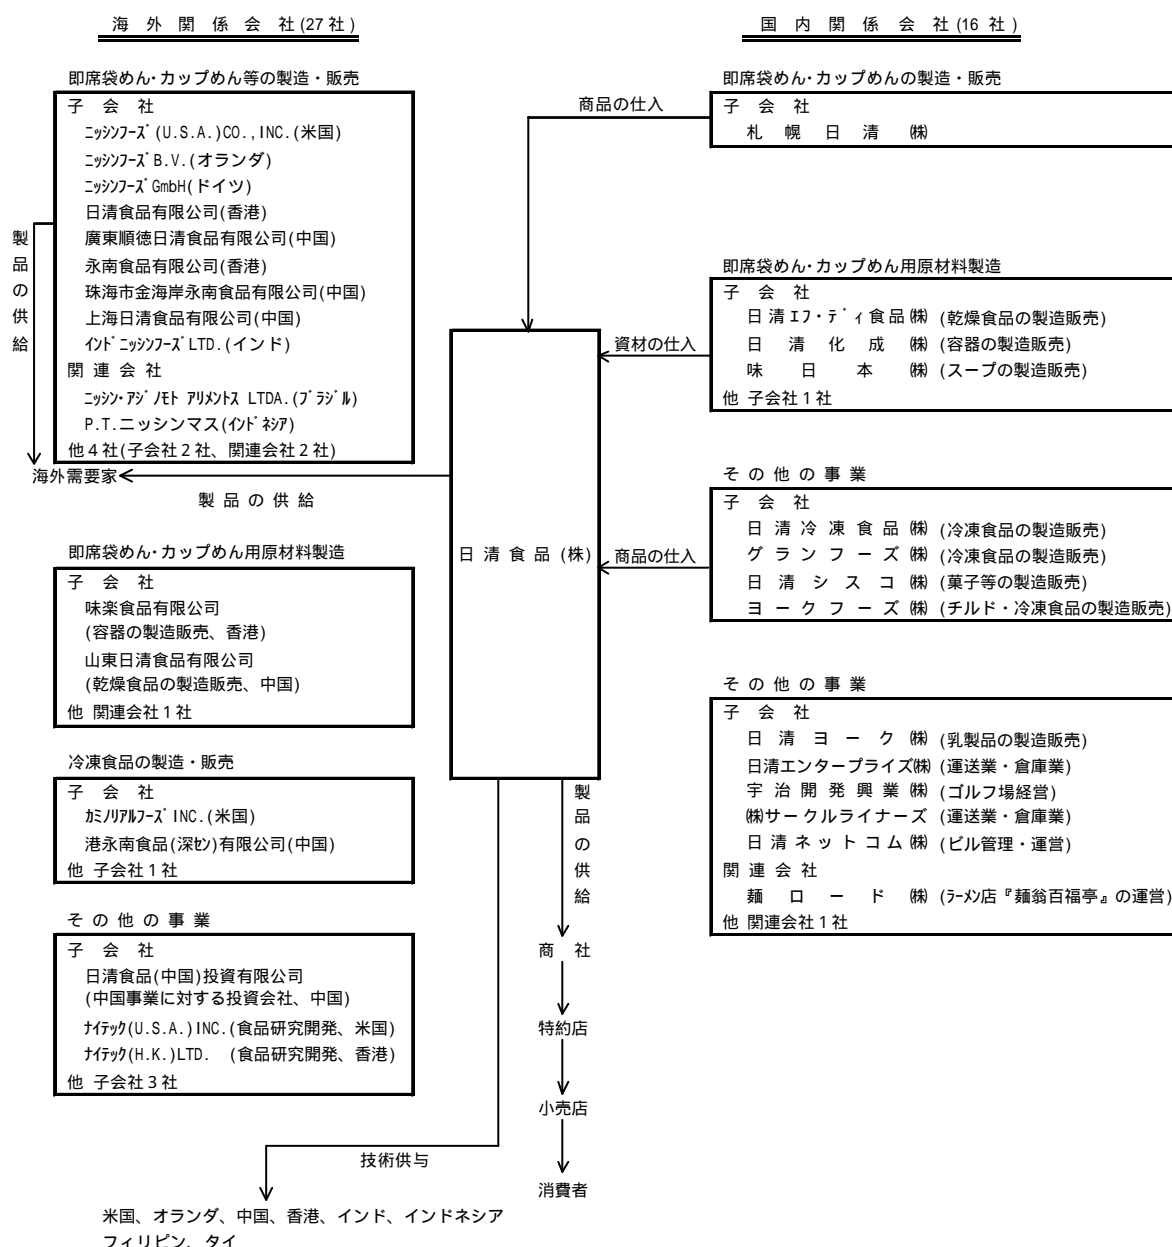 海外関係会社(27社)
即席袋めん・カップめん等の製造・販売
子会社
ﾆｯｼﾝﾌｰｽﾞ(U.S.A.)CO.,INC.(米国)
ﾆｯｼﾝﾌｰｽﾞB.V.(オランダ)
ﾆｯｼﾝﾌｰｽﾞGmbH(ドイツ)
日清食品有限公司(香港)
廣東順徳日清食品有限公司(中国)
永南食品有限公司(香港)
珠海市金海岸永南食品有限公司(中国)
上海日清食品有限公司(中国)
ｲﾝﾄﾞﾆｯｼﾝﾌｰｽﾞLTD.(インド)
関連会社
ﾆｯｼﾝ・ｱｼﾞﾉﾓﾄ ｱﾘﾒﾝﾄｽ LTDA.(ﾌﾞﾗｼﾞﾙ)
P.T.ニッシンマス(ｲﾝﾄﾞﾈｼｱ)
他4社(子会社2社、関連会社2社)
製品の供給
海外需要家
製品の供給
即席袋めん・カップめん用原材料製造
子会社
味楽食品有限公司
(容器の製造販売、香港)
山東日清食品有限公司
(乾燥食品の製造販売、中国)
他 関連会社1社
冷凍食品の製造・販売
子会社
ｶﾐﾉﾘｱﾙﾌｰｽﾞINC.(米国)
港永南食品(深ｾﾝ)有限公司(中国)
他 子会社1社
その他の事業
子会社
日清食品(中国)投資有限公司
(中国事業に対する投資会社、中国)
ﾅｲﾃｯｸ(U.S.A.)INC.(食品研究開発、米国)
ﾅｲﾃｯｸ(H.K.)LTD. (食品研究開発、香港)
他 子会社3社
日清食品(株)
商品の仕入
資材の仕入
商品の仕入
製品の供給
商社
特約店
小売店
消費者
技術供与
米国、オランダ、中国、香港、インド、インドネシア
フィリピン、タイ
国内関係会社(16社)
即席袋めん・カップめんの製造・販売
子会社
札幌日清㈱
即席袋めん・カップめん用原材料製造
子会社
日清ｴﾌ・ﾃﾞｨ食品㈱ (乾燥食品の製造販売)
日清化成㈱ (容器の製造販売)
味日本㈱ (スープの製造販売)
他 子会社1社
その他の事業
子会社
日清冷凍食品㈱ (冷凍食品の製造販売)
グランフーズ㈱ (冷凍食品の製造販売)
日清シスコ㈱ (菓子等の製造販売)
ヨークフーズ㈱ (チルド・冷凍食品の製造販売)
その他の事業
子会社
日清ヨーク㈱ (乳製品の製造販売)
日清エンタープライズ㈱ (運送業・倉庫業)
宇治開発興業㈱ (ゴルフ場経営)
㈱サークルライナーズ (運送業・倉庫業)
日清ネットコム㈱ (ビル管理・運営)
関連会社
麺ロード㈱ (ﾗｰﾒﾝ店『麺翁百福亭』の運営)
他 関連会社1社